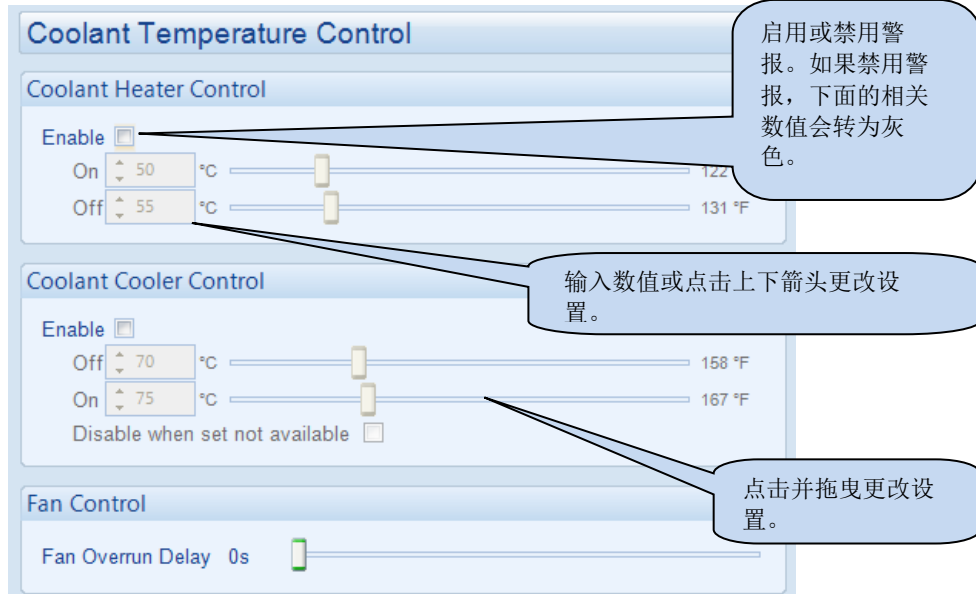 Coolant Temperature Control
启用或禁用警
报。如果禁用警
报，下面的相关
数值会转为灰
色。
Coolant Heater Control
Enable
On 50 °C 122
Off 55 °C 131 °F
输入数值或点击上下箭头更改设
置。
Coolant Cooler Control
Enable
Off 70 °C 158 °F
On 75 °C 167 °F
Disable when set not available
点击并拖曳更改设
置。
Fan Control
Fan Overrun Delay 0s